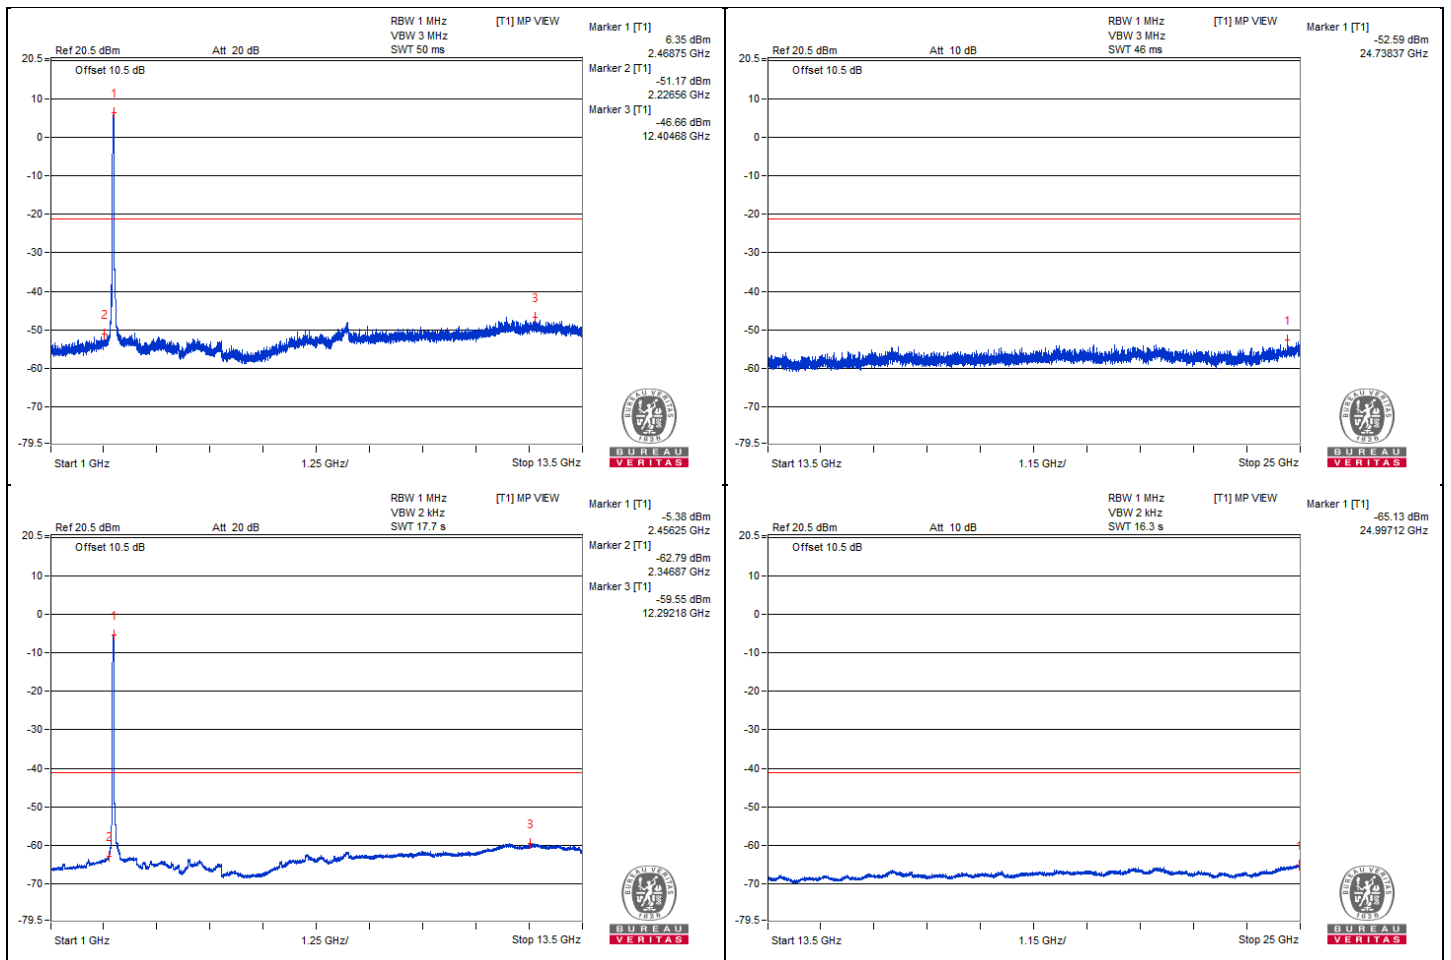 RBW 1 MHz
VBW 3 MHz
SWT 50 ms
[T1] MP VIEW
Ref 20.5 dBm
Att 20 dB
Offset 10.5 dB
Marker 1 [T1]
6.35 dBm
2.46875 GHz
Marker 2 [T1]
-51.17 dBm
2.22656 GHz
Marker 3 [T1]
-46.66 dBm
12.40468 GHz
20.5
10
0
-10
-20
-30
-40
-50
-60
-70
-79.5
1
2
3
Start 1 GHz
1.25 GHz/
Stop 13.5 GHz
BUREAU VERITAS
1828
BUREAU
VERITAS
RBW 1 MHz
VBW 3 MHz
SWT 46 ms
[T1] MP VIEW
Ref 20.5 dBm
Att 10 dB
Offset 10.5 dB
Marker 1 [T1]
-52.59 dBm
24.73837 GHz
20.5
10
0
-10
-20
-30
-40
-50
-60
-70
-79.5
1
Start 13.5 GHz
1.15 GHz/
Stop 25 GHz
BUREAU VERITAS
1828
BUREAU
VERITAS
RBW 1 MHz
VBW 2 kHz
SWT 17.7 s
[T1] MP VIEW
Ref 20.5 dBm
Att 20 dB
Offset 10.5 dB
Marker 1 [T1]
-5.38 dBm
2.45625 GHz
Marker 2 [T1]
-62.79 dBm
2.34687 GHz
Marker 3 [T1]
-59.55 dBm
12.29218 GHz
20.5
10
0
-10
-20
-30
-40
-50
-60
-70
-79.5
1
2
3
Start 1 GHz
1.25 GHz/
Stop 13.5 GHz
BUREAU VERITAS
1828
BUREAU
VERITAS
RBW 1 MHz
VBW 2 kHz
SWT 16.3 s
[T1] MP VIEW
Ref 20.5 dBm
Att 10 dB
Offset 10.5 dB
Marker 1 [T1]
-65.13 dBm
24.99712 GHz
20.5
10
0
-10
-20
-30
-40
-50
-60
-70
-79.5
1
Start 13.5 GHz
1.15 GHz/
Stop 25 GHz
BUREAU VERITAS
1828
BUREAU
VERITAS